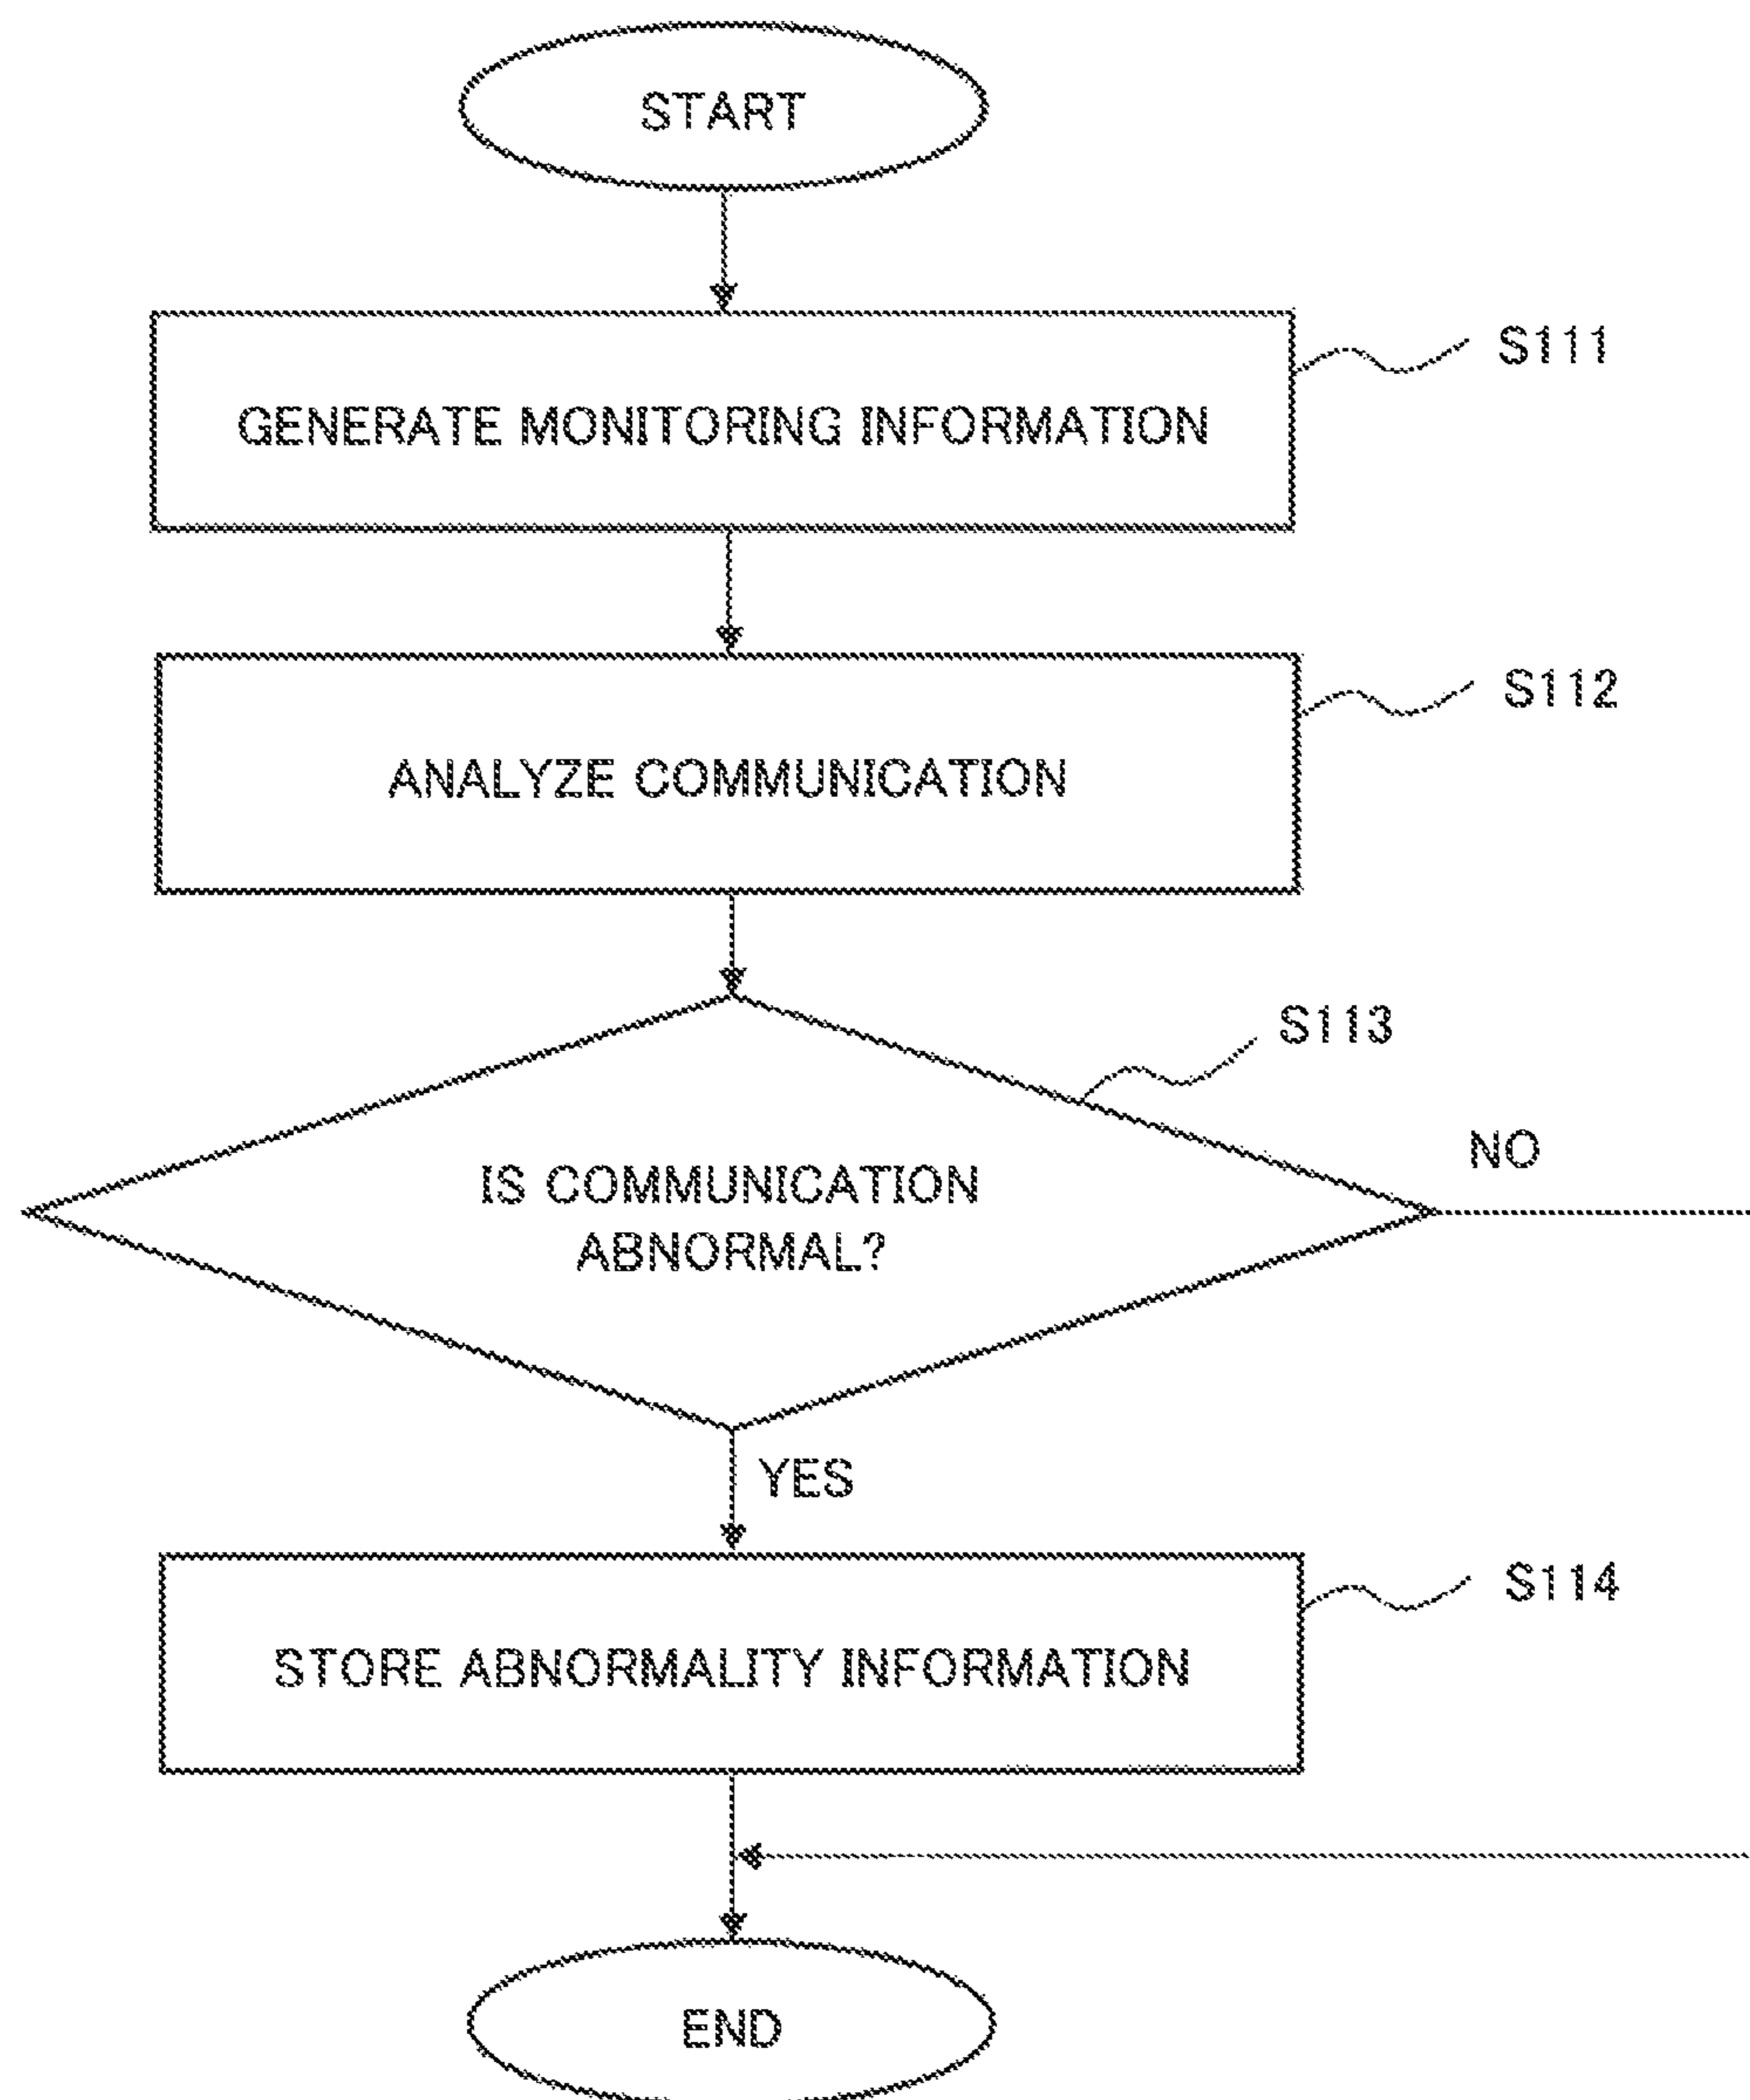 START
GENERATE MONITORING INFORMATION
S111
ANALYZE COMMUNICATION
S112
S113
IS COMMUNICATION
ABNORMAL?
NO
YES
STORE ABNORMALITY INFORMATION
S114
END